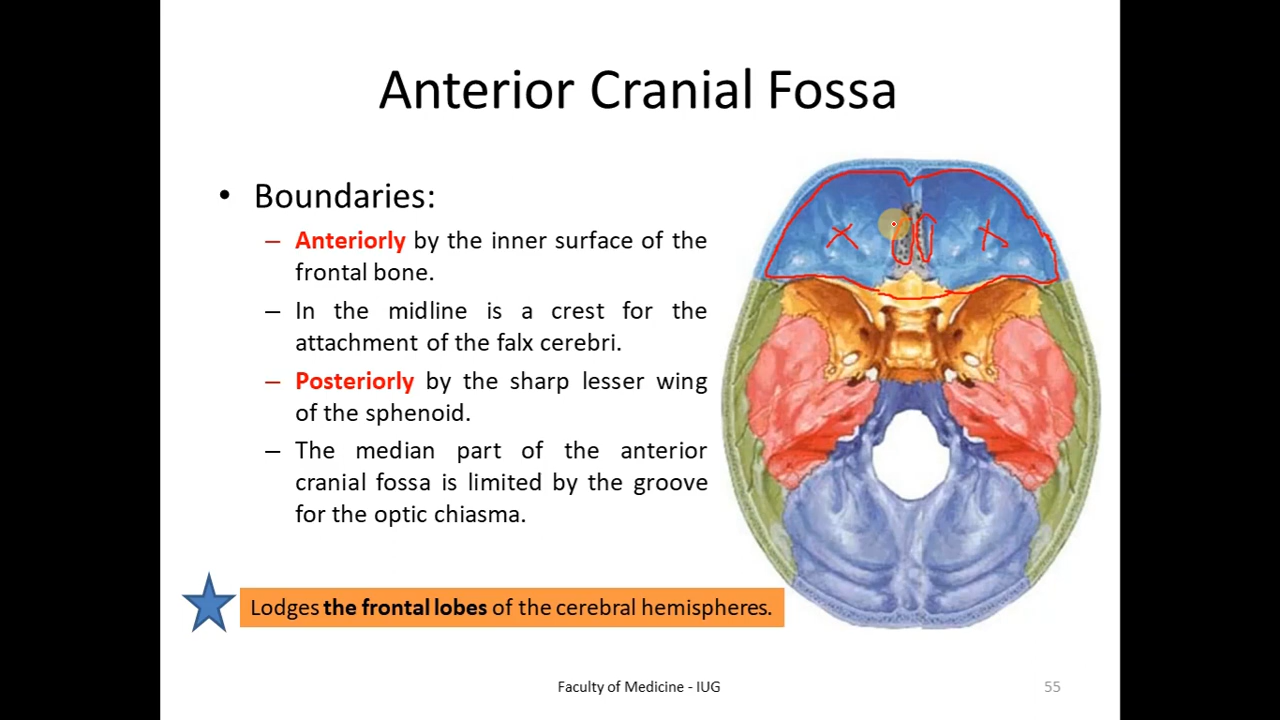 Anterior Cranial Fossa
• Boundaries:
– Anteriorly by the inner surface of the
frontal bone.
– In the midline is a crest for the
attachment of the falx cerebri.
– Posteriorly by the sharp lesser wing
of the sphenoid.
– The median part of the anterior
cranial fossa is limited by the groove
for the optic chiasma.
Lodges the frontal lobes of the cerebral hemispheres.
Faculty of Medicine - IUG
55